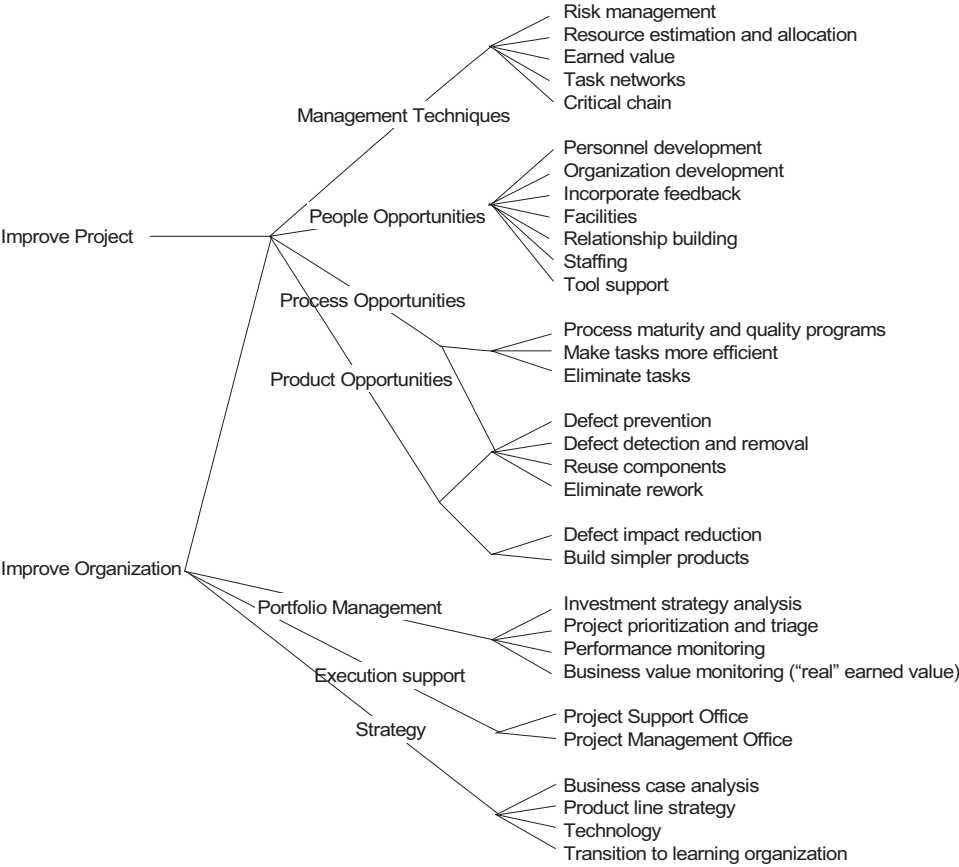 Risk management
Resource estimation and allocation
Earned value
Task networks
Critical chain
Management Techniques
Personnel development
Organization development
Incorporate feedback
Facilities
Relationship building
Staffing
Tool support
People Opportunities
Improve Project
Process Opportunities
Process maturity and quality programs
Make tasks more efficient
Eliminate tasks
Product Opportunities
Defect prevention
Defect detection and removal
Reuse components
Eliminate rework
Defect impact reduction
Build simpler products
Improve Organization
Portfolio Management
Investment strategy analysis
Project prioritization and triage
Performance monitoring
Business value monitoring (“real” earned value)
Execution support
Project Support Office
Project Management Office
Strategy
Business case analysis
Product line strategy
Technology
Transition to learning organization